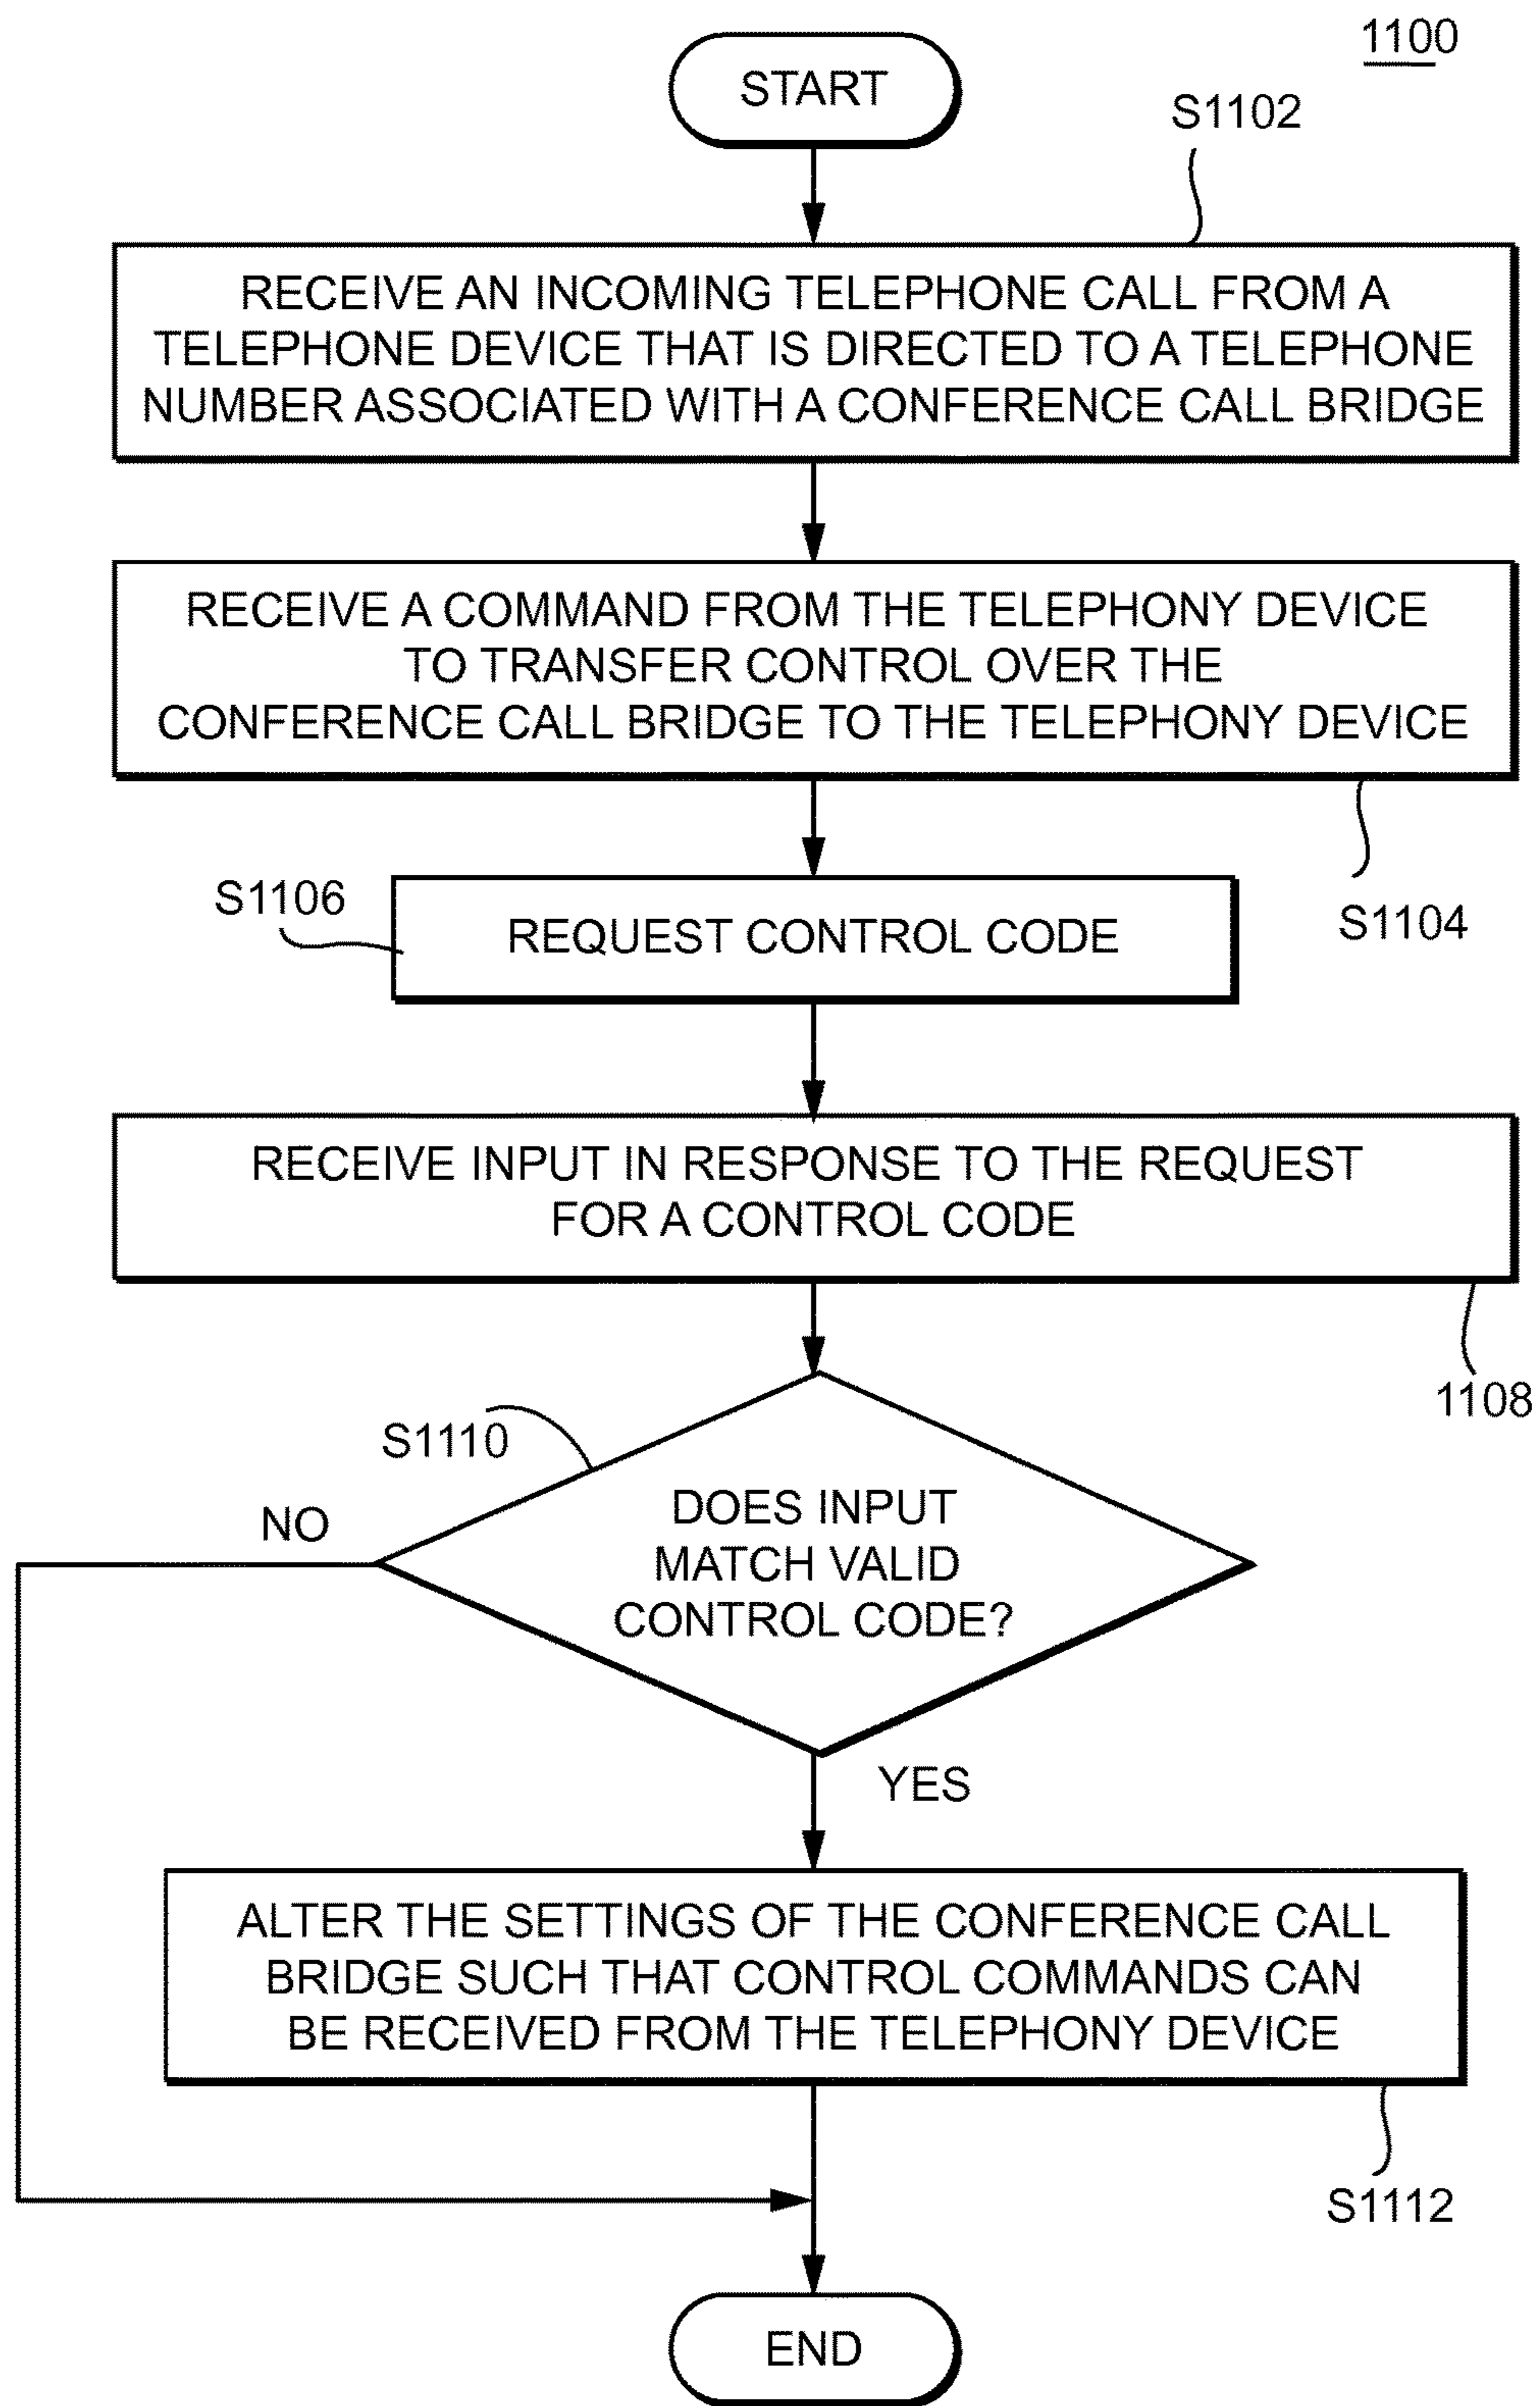 1100
START
S1102
RECEIVE AN INCOMING TELEPHONE CALL FROM A
TELEPHONE DEVICE THAT IS DIRECTED TO A TELEPHONE
NUMBER ASSOCIATED WITH A CONFERENCE CALL BRIDGE
RECEIVE A COMMAND FROM THE TELEPHONY DEVICE
TO TRANSFER CONTROL OVER THE
CONFERENCE CALL BRIDGE TO THE TELEPHONY DEVICE
S1104
S1106
REQUEST CONTROL CODE
RECEIVE INPUT IN RESPONSE TO THE REQUEST
FOR A CONTROL CODE
1108
S1110
NO
DOES INPUT
MATCH VALID
CONTROL CODE?
YES
ALTER THE SETTINGS OF THE CONFERENCE CALL
BRIDGE SUCH THAT CONTROL COMMANDS CAN
BE RECEIVED FROM THE TELEPHONY DEVICE
S1112
END